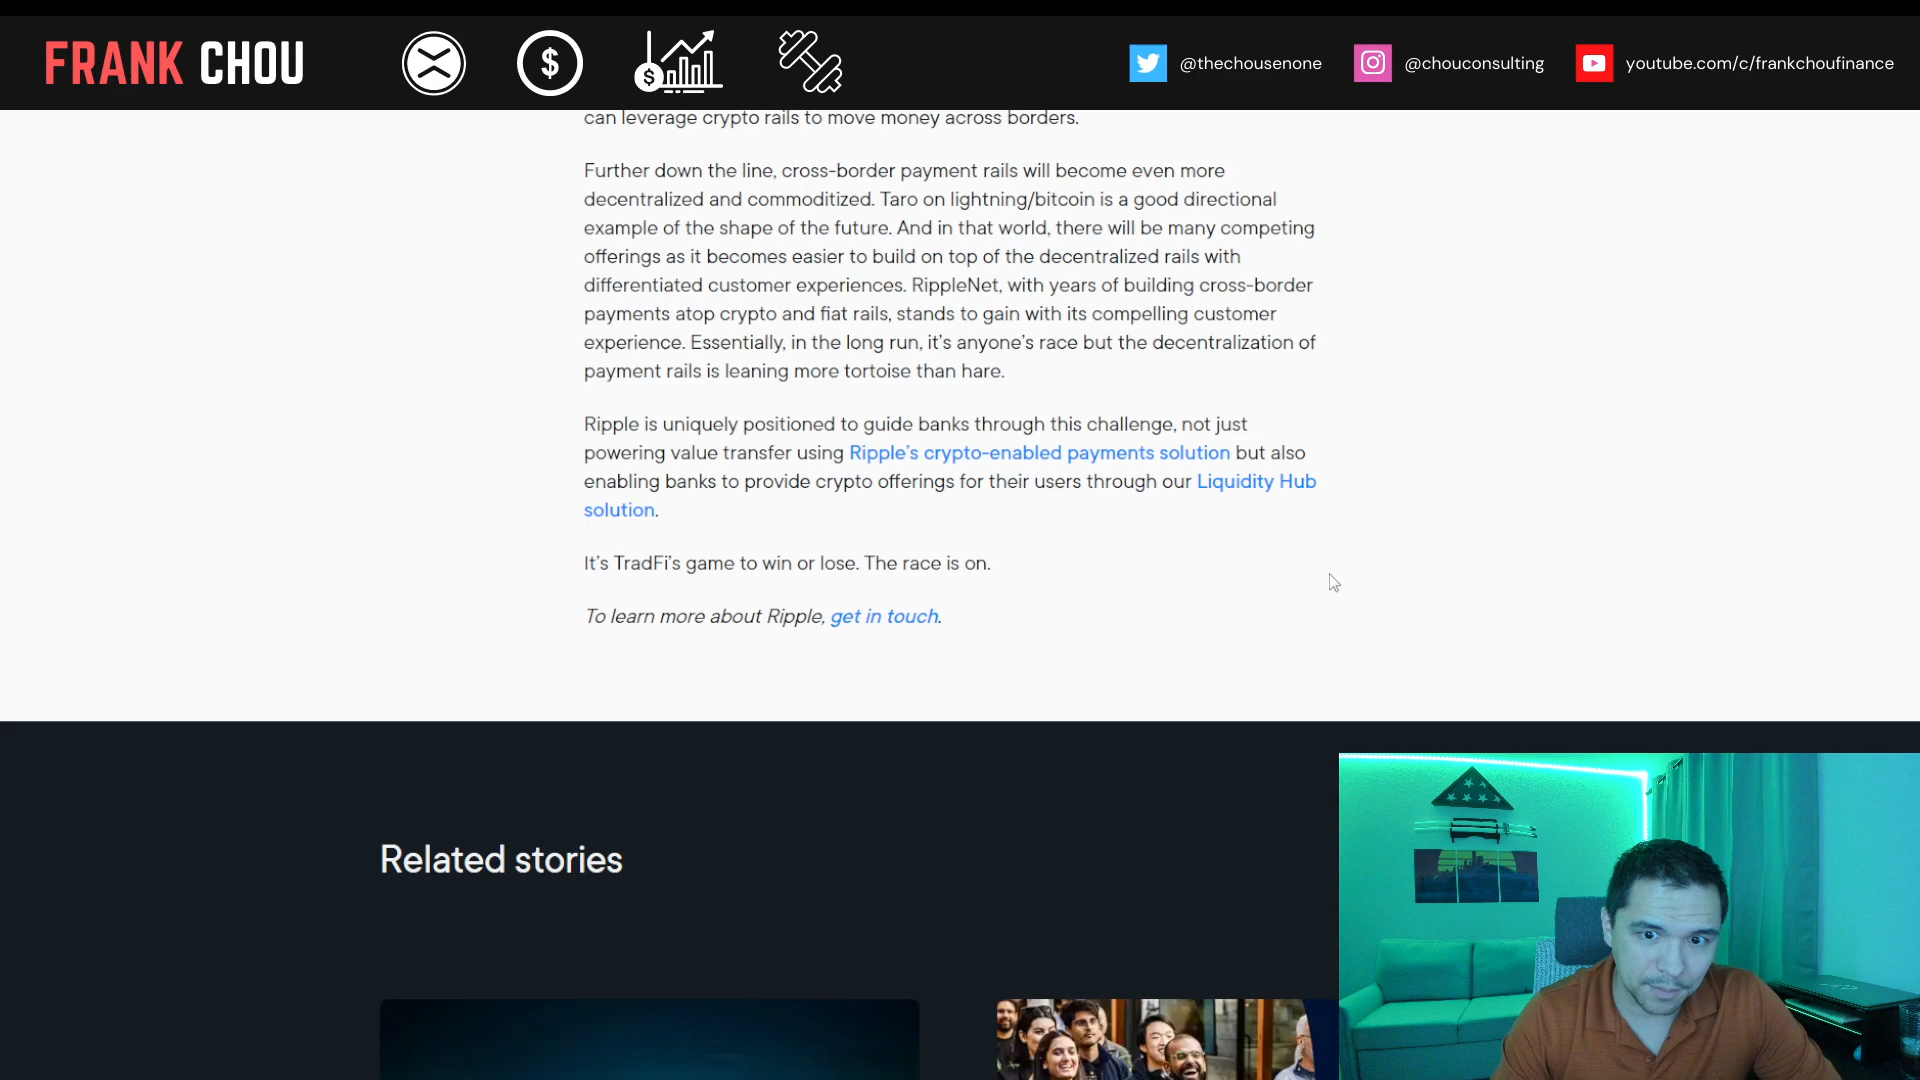 FRANK CHOU
@thechousenone
@chouconsulting
youtube.com/c/frankchoufinance
can leverage crypto rails to move money across borders.
Further down the line, cross-border payment rails will become even more
decentralized and commoditized. Taro on lightning/bitcoin is a good directional
example of the shape of the future. And in that world, there will be many competing
offerings as it becomes easier to build on top of the decentralized rails with
differentiated customer experiences. RippleNet, with years of building cross-border
payments atop crypto and fiat rails, stands to gain with its compelling customer
experience. Essentially, in the long run, it’s anyone’s race but the decentralization of
payment rails is leaning more tortoise than hare.
Ripple is uniquely positioned to guide banks through this challenge, not just
powering value transfer using Ripple’s crypto-enabled payments solution but also
enabling banks to provide crypto offerings for their users through our Liquidity Hub
solution.
It’s TradFi’s game to win or lose. The race is on.
To learn more about Ripple, get in touch.
Related stories